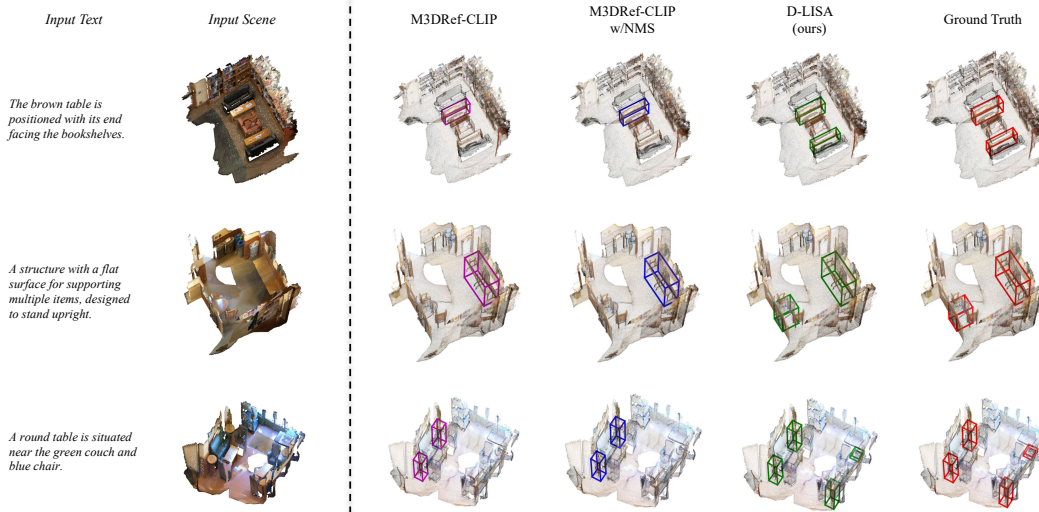 Input Text
Input Scene
M3DRef-CLIP
M3DRef-CLIP
w/NMS
D-LISA
(ours)
Ground Truth
The brown table is
positioned with its end
facing the bookshelves.
A structure with a flat
surface for supporting
multiple items, designed
to stand upright.
A round table is situated
near the green couch and
blue chair.